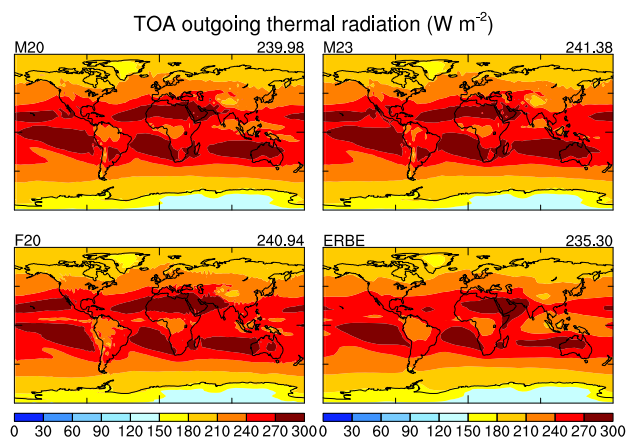 TOA outgoing thermal radiation (W m-2)
M20 239.98
M23 241.38
F20 240.94
ERBE 235.30
0 30 60 90 120 150 180 210 240 270 300
0 30 60 90 120 150 180 210 240 270 300